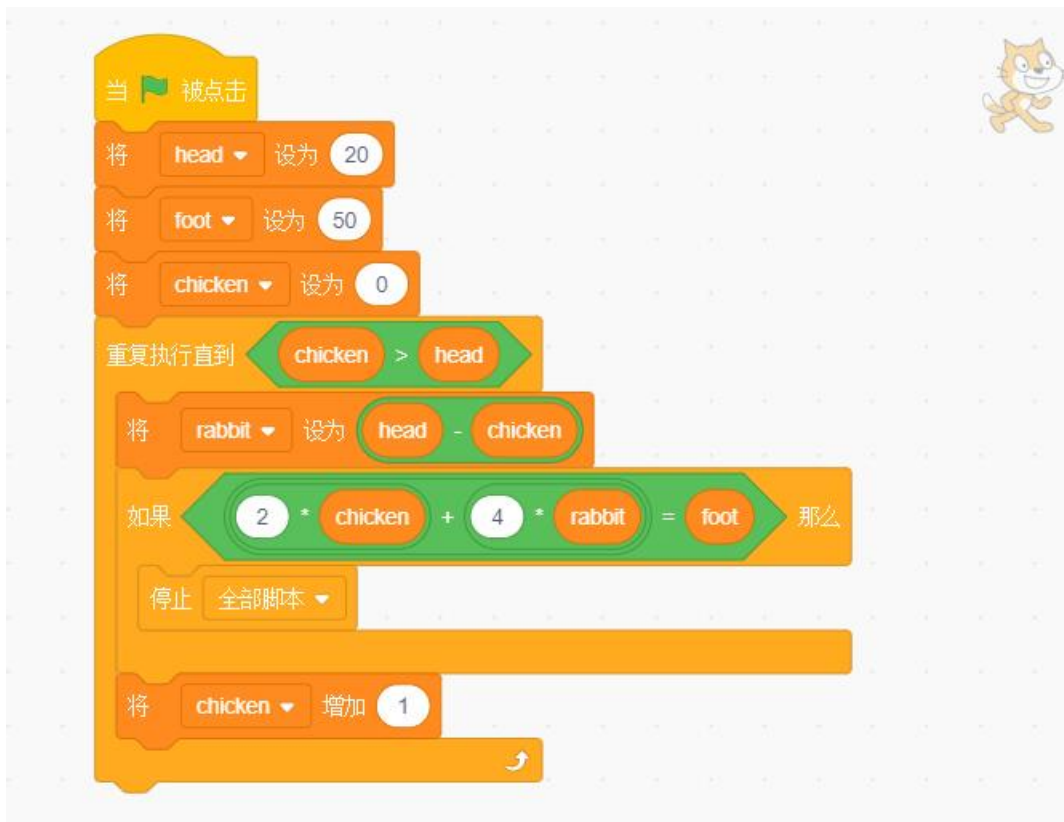 当 被点击
将 head 设为 20
将 foot 设为 50
将 chicken 设为 0
重复执行直到 chicken > head
将 rabbit 设为 head - chicken
如果 2 * chicken + 4 * rabbit = foot 那么
停止 全部脚本
将 chicken 增加 1